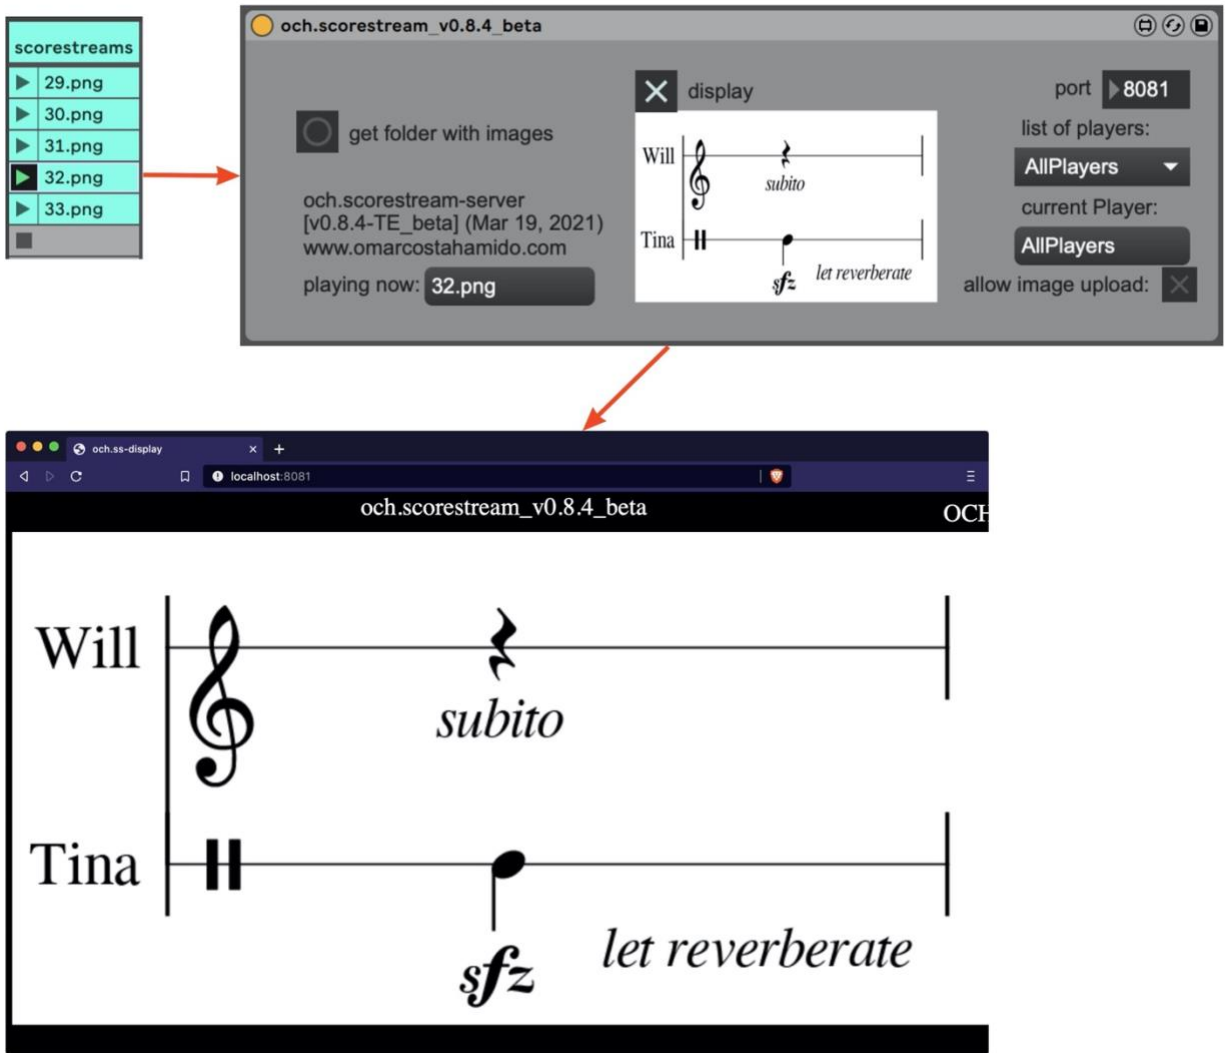 scorestreams
29.png
30.png
31.png
32.png
33.png
och.scorestream_v0.8.4_beta
get folder with images
och.scorestream-server
[v0.8.4-TE_beta] (Mar 19, 2021)
www.omarcostahamido.com
playing now: 32.png
display
Will
subito
Tina
sfz let reverberate
port 8081
list of players:
AllPlayers
current Player:
AllPlayers
allow image upload:
och.ss-display
localhost:8081
och.scorestream_v0.8.4_beta
OCH
Will
subito
Tina
let reverberate
sfz